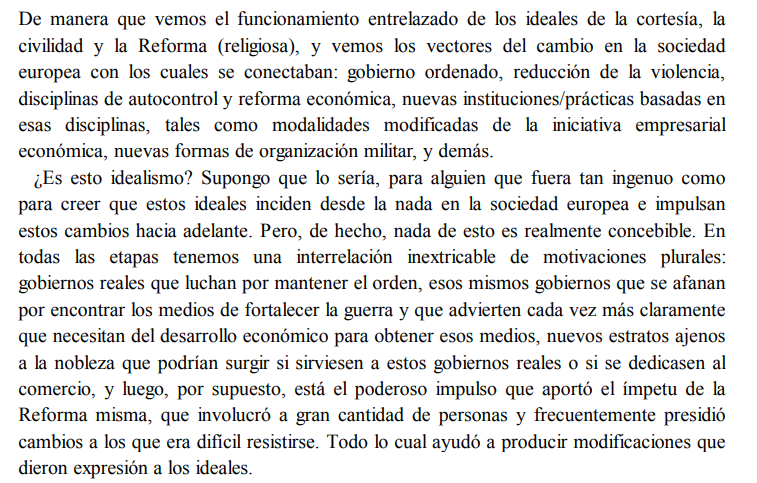 De manera que vemos el funcionamiento entrelazado de los ideales de la cortesía, la
civilidad y la Reforma (religiosa), y vemos los vectores del cambio en la sociedad
europea con los cuales se conectaban: gobierno ordenado, reducción de la violencia,
disciplinas de autocontrol y reforma económica, nuevas instituciones/prácticas basadas en
esas disciplinas, tales como modalidades modificadas de la iniciativa empresarial
económica, nuevas formas de organización militar, y demás.
¿Es esto idealismo? Supongo que lo sería, para alguien que fuera tan ingenuo como
para creer que estos ideales inciden desde la nada en la sociedad europea e impulsan
estos cambios hacia adelante. Pero, de hecho, nada de esto es realmente concebible. En
todas las etapas tenemos una interrelación inextricable de motivaciones plurales:
gobiernos reales que luchan por mantener el orden, esos mismos gobiernos que se afanan
por encontrar los medios de fortalecer la guerra y que advierten cada vez más claramente
que necesitan del desarrollo económico para obtener esos medios, nuevos estratos ajenos
a la nobleza que podrían surgir si sirviesen a estos gobiernos reales o si se dedicasen al
comercio, y luego, por supuesto, está el poderoso impulso que aportó el ímpetu de la
Reforma misma, que involucró a gran cantidad de personas y frecuentemente presidió
cambios a los que era difícil resistirse. Todo lo cual ayudó a producir modificaciones que
dieron expresión a los ideales.